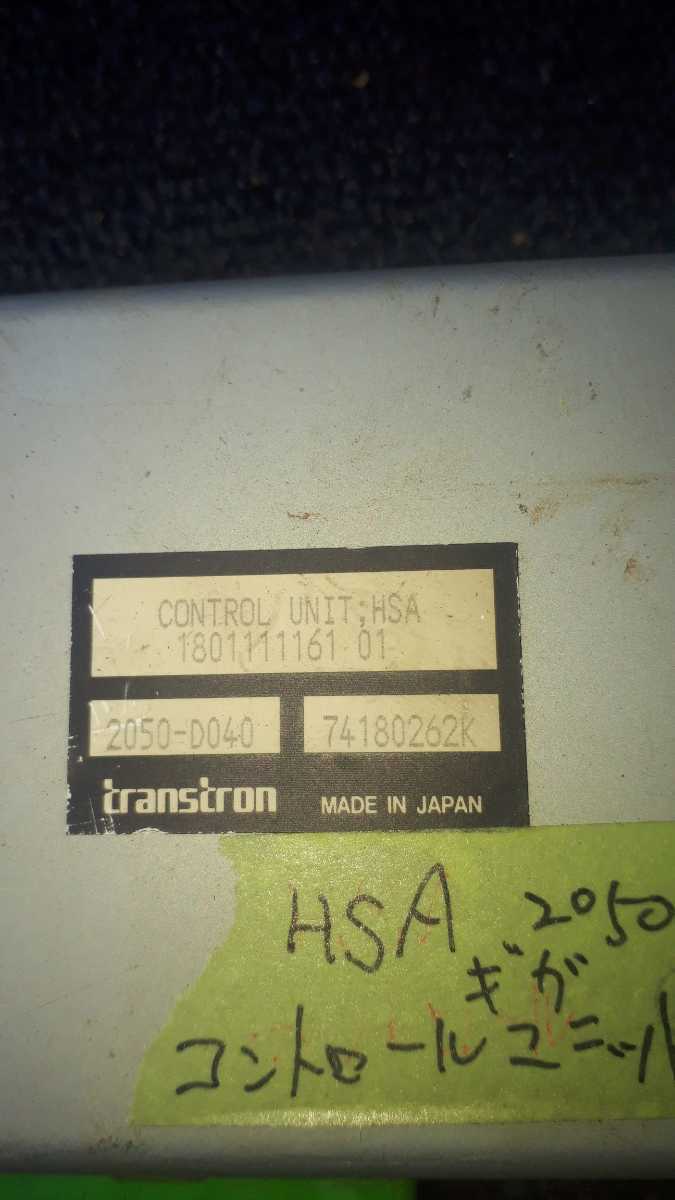 CONTROL UNIT;HSA
1801111161 01
2050-D040
74180262K
transtron
MADE IN JAPAN
HSA 2050
ギガ
コントロールユニット